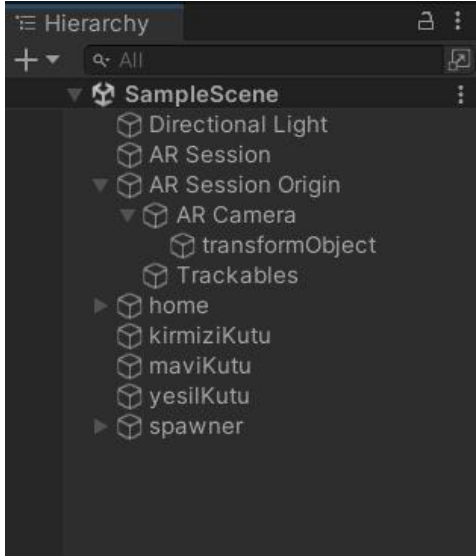 Hierarchy
All
SampleScene
Directional Light
AR Session
AR Session Origin
AR Camera
transformObject
Trackables
home
kirmiziKutu
maviKutu
yesilKutu
spawner